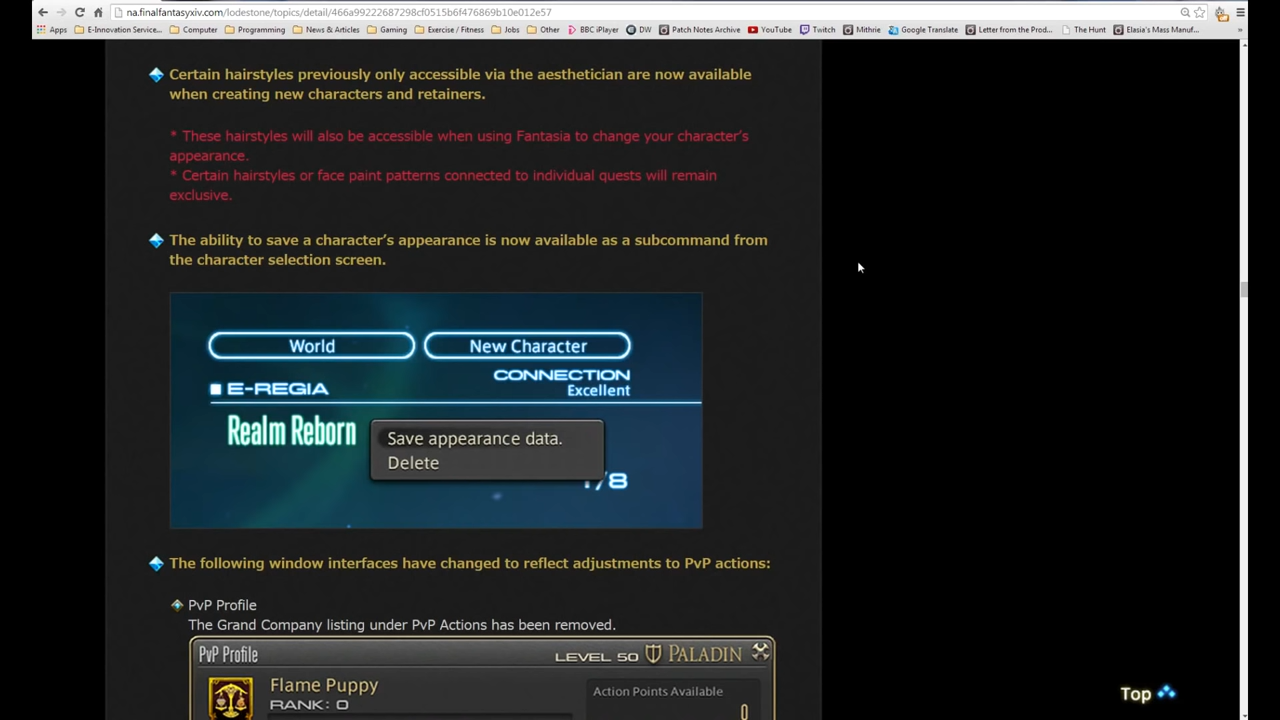 na.finalfantasyxiv.com/lodestone/topics/detail/466a99222687298cf0515b6f476869b10e012e57
Apps E-Innovation Service... Computer Programming News & Articles Gaming Exercise / Fitness Jobs Other BBC iPlayer DW Patch Notes Archive YouTube Twitch Mithrie Google Translate Letter from the Prod... The Hunt Elasia's Mass Manuf... »
Certain hairstyles previously only accessible via the aesthetician are now available
when creating new characters and retainers.
* These hairstyles will also be accessible when using Fantasia to change your character's
appearance.
* Certain hairstyles or face paint patterns connected to individual quests will remain
exclusive.
The ability to save a character's appearance is now available as a subcommand from
the character selection screen.
World New Character
CONNECTION
E-REGIA Excellent
Realm Reborn
Save appearance data.
Delete
1/8
The following window interfaces have changed to reflect adjustments to PvP actions:
PvP Profile
The Grand Company listing under PvP Actions has been removed.
PvP Profile LEVEL 50 PALADIN
Flame Puppy Action Points Available
RANK: 0 0
Top